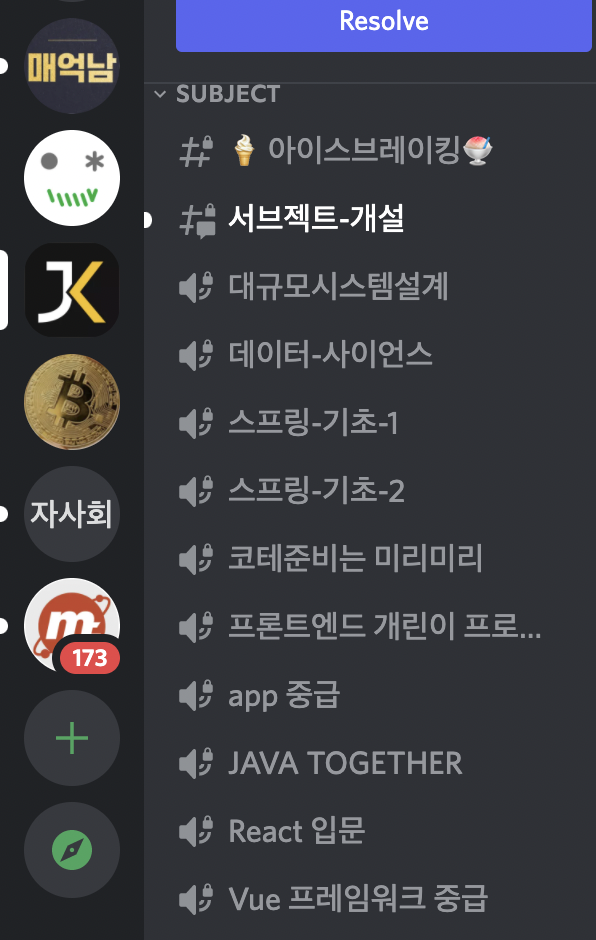 Resolve
SUBJECT
🍦 아이스브레이킹🍧
서브젝트-개설
대규모시스템설계
데이터-사이언스
스프링-기초-1
스프링-기초-2
코테준비는 미리미리
프론트엔드 개린이 프로...
app 중급
JAVA TOGETHER
React 입문
Vue 프레임워크 중급
매억남
JK
자사회
m
173